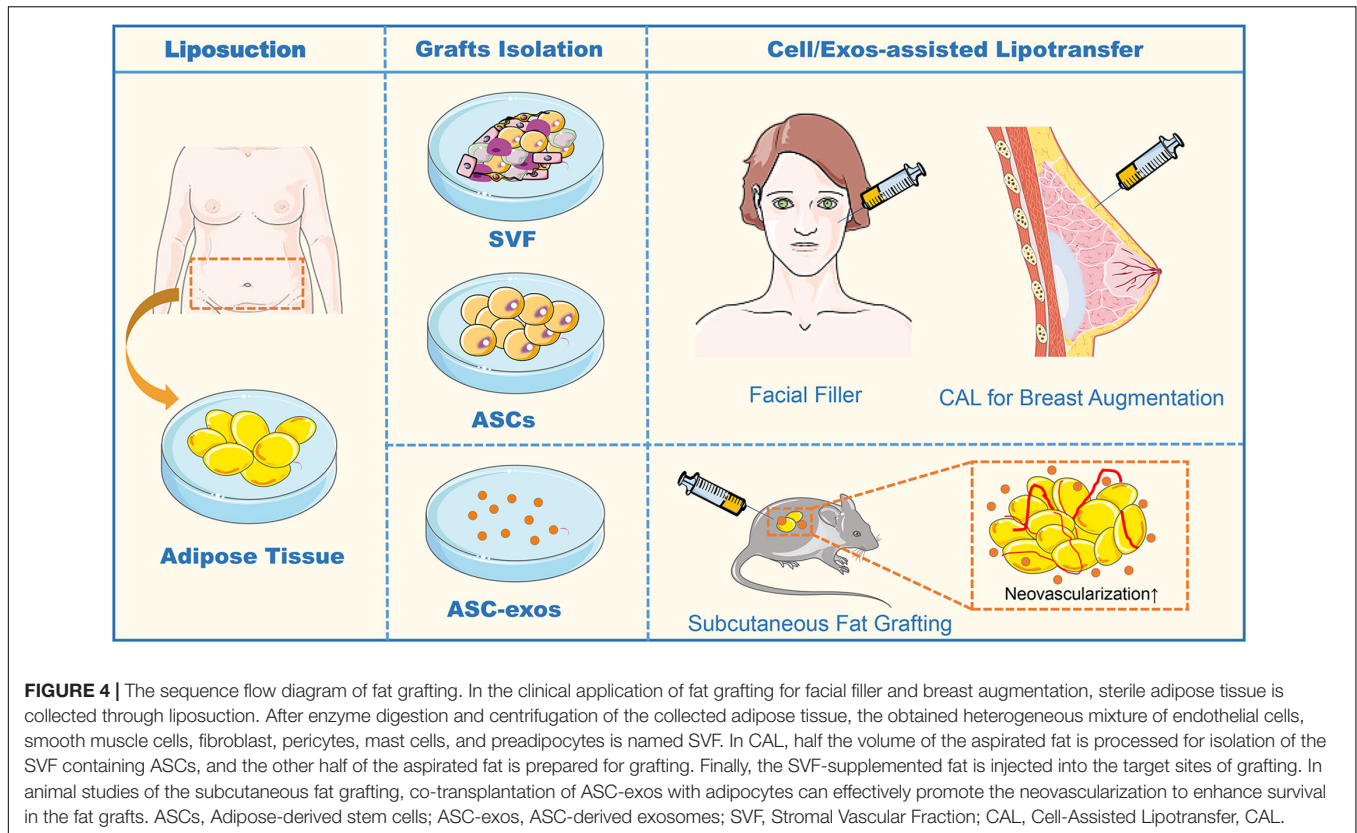 Liposuction
Grafts Isolation
Cell/Exos-assisted Lipotransfer
SVF
ASCs
Facial Filler
CAL for Breast Augmentation
Adipose Tissue
ASC-exos
Neovascularization↑
Subcutaneous Fat Grafting
FIGURE 4 | The sequence flow diagram of fat grafting. In the clinical application of fat grafting for facial filler and breast augmentation, sterile adipose tissue is
collected through liposuction. After enzyme digestion and centrifugation of the collected adipose tissue, the obtained heterogeneous mixture of endothelial cells,
smooth muscle cells, fibroblast, pericytes, mast cells, and preadipocytes is named SVF. In CAL, half the volume of the aspirated fat is processed for isolation of the
SVF containing ASCs, and the other half of the aspirated fat is prepared for grafting. Finally, the SVF-supplemented fat is injected into the target sites of grafting. In
animal studies of the subcutaneous fat grafting, co-transplantation of ASC-exos with adipocytes can effectively promote the neovascularization to enhance survival
in the fat grafts. ASCs, Adipose-derived stem cells; ASC-exos, ASC-derived exosomes; SVF, Stromal Vascular Fraction; CAL, Cell-Assisted Lipotransfer, CAL.